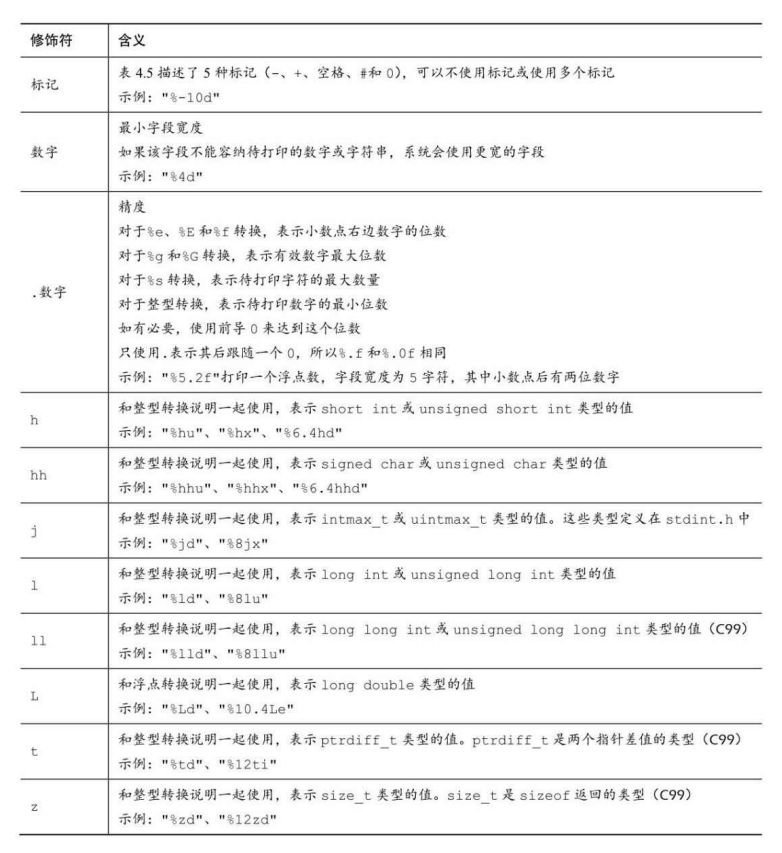 修饰符 含义
标记
表 4.5 描述了 5 种标记（-、+、空格、#和 0），可以不使用标记或使用多个标记
示例："%-10d"
数字
最小字段宽度
如果该字段不能容纳待打印的数字或字符串，系统会使用更宽的字段
示例："%4d"
.数字
精度
对于%e、%E 和%f 转换，表示小数点右边数字的位数
对于%g 和%G 转换，表示有效数字最大位数
对于%s 转换，表示待打印字符的最大数量
对于整型转换，表示待打印数字的最小位数
如有必要，使用前导 0 来达到这个位数
只使用.表示其后跟随一个 0，所以%.f 和%.0f 相同
示例："%5.2f"打印一个浮点数，字段宽度为 5 字符，其中小数点后有两位数字
h
和整型转换说明一起使用，表示 short int 或 unsigned short int 类型的值
示例："%hu"、"%hx"、"%6.4hd"
hh
和整型转换说明一起使用，表示 signed char 或 unsigned char 类型的值
示例："%hhu"、"%hhx"、"%6.4hhd"
j
和整型转换说明一起使用，表示 intmax_t 或 uintmax_t 类型的值。这些类型定义在 stdint.h 中
示例："%jd"、"%8jx"
l
和整型转换说明一起使用，表示 long int 或 unsigned long int 类型的值
示例："%ld"、"%8lu"
ll
和整型转换说明一起使用，表示 long long int 或 unsigned long long int 类型的值（C99）
示例："%lld"、"%8llu"
L
和浮点转换说明一起使用，表示 long double 类型的值
示例："%Ld"、"%10.4Le"
t
和整型转换说明一起使用，表示 ptrdiff_t 类型的值。ptrdiff_t 是两个指针差值的类型（C99）
示例："%td"、"%12ti"
z
和整型转换说明一起使用，表示 size_t 类型的值。size_t 是 sizeof 返回的类型（C99）
示例："%zd"、"%12zd"